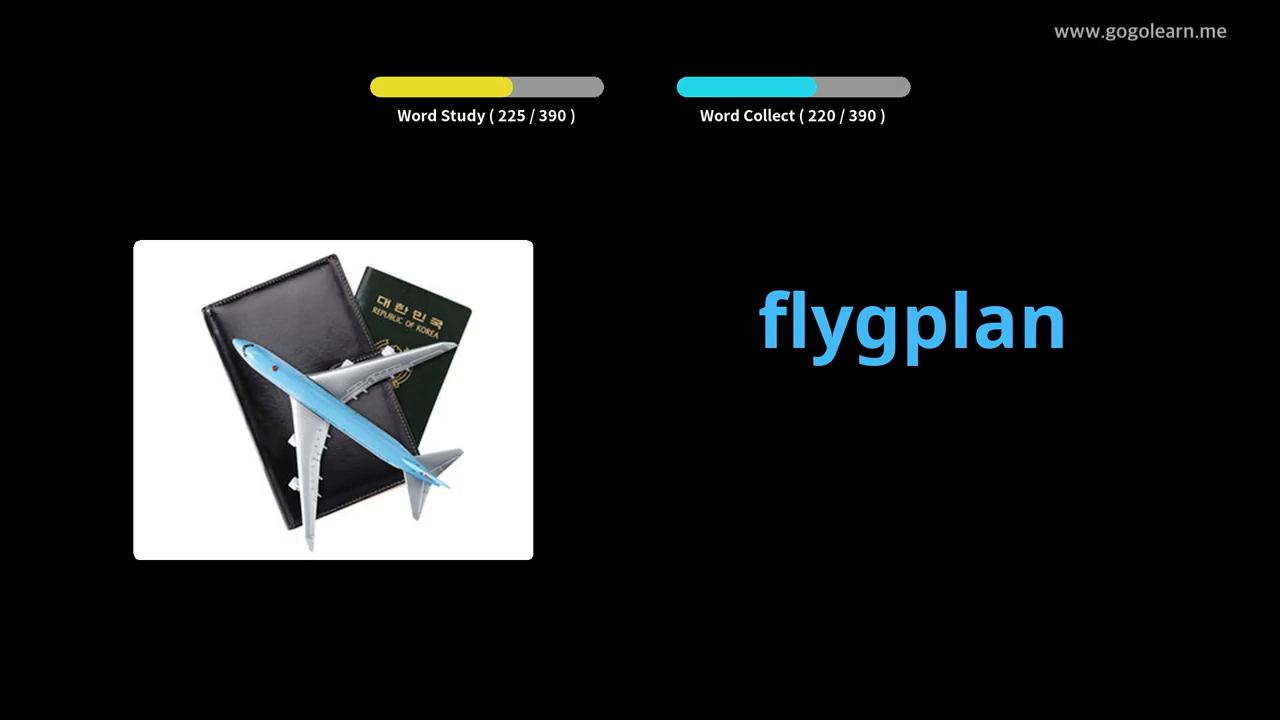 www.gogolearn.me
Word Study ( 225 / 390 )
Word Collect ( 220 / 390 )
대한민국
REPUBLIC OF KOREA
flygplan